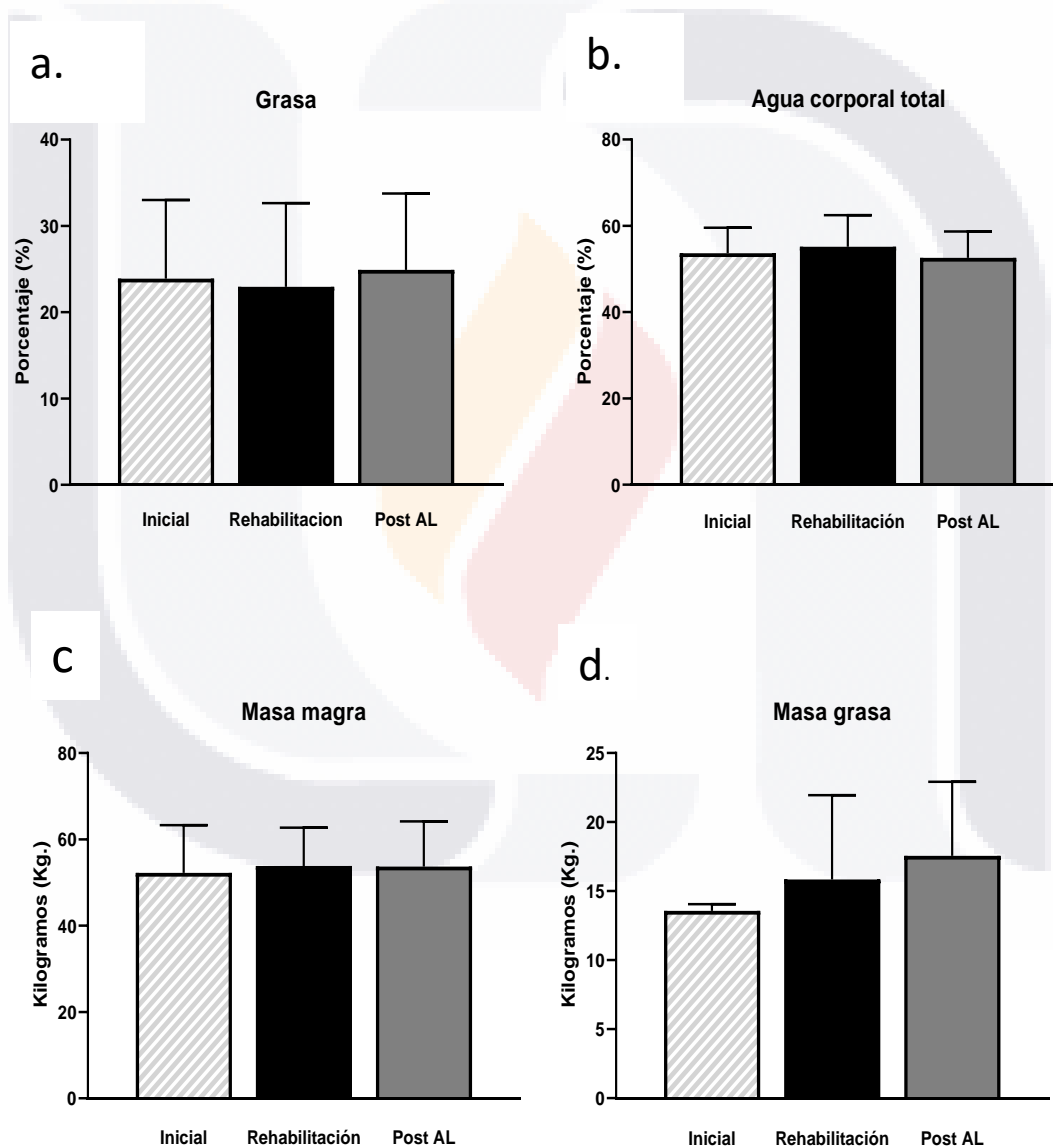 a.
Grasa
40
30
20
10
0
Porcentaje (%)
Inicial Rehabilitacion Post AL
b.
Agua corporal total
80
60
40
20
0
Porcentaje (%)
Inicial Rehabilitación Post AL
c
Masa magra
80
60
40
20
0
Kilogramos (Kg.)
Inicial Rehabilitación Post AL
d.
Masa grasa
25
20
15
10
5
0
Kilogramos (Kg.)
Inicial Rehabilitación Post AL